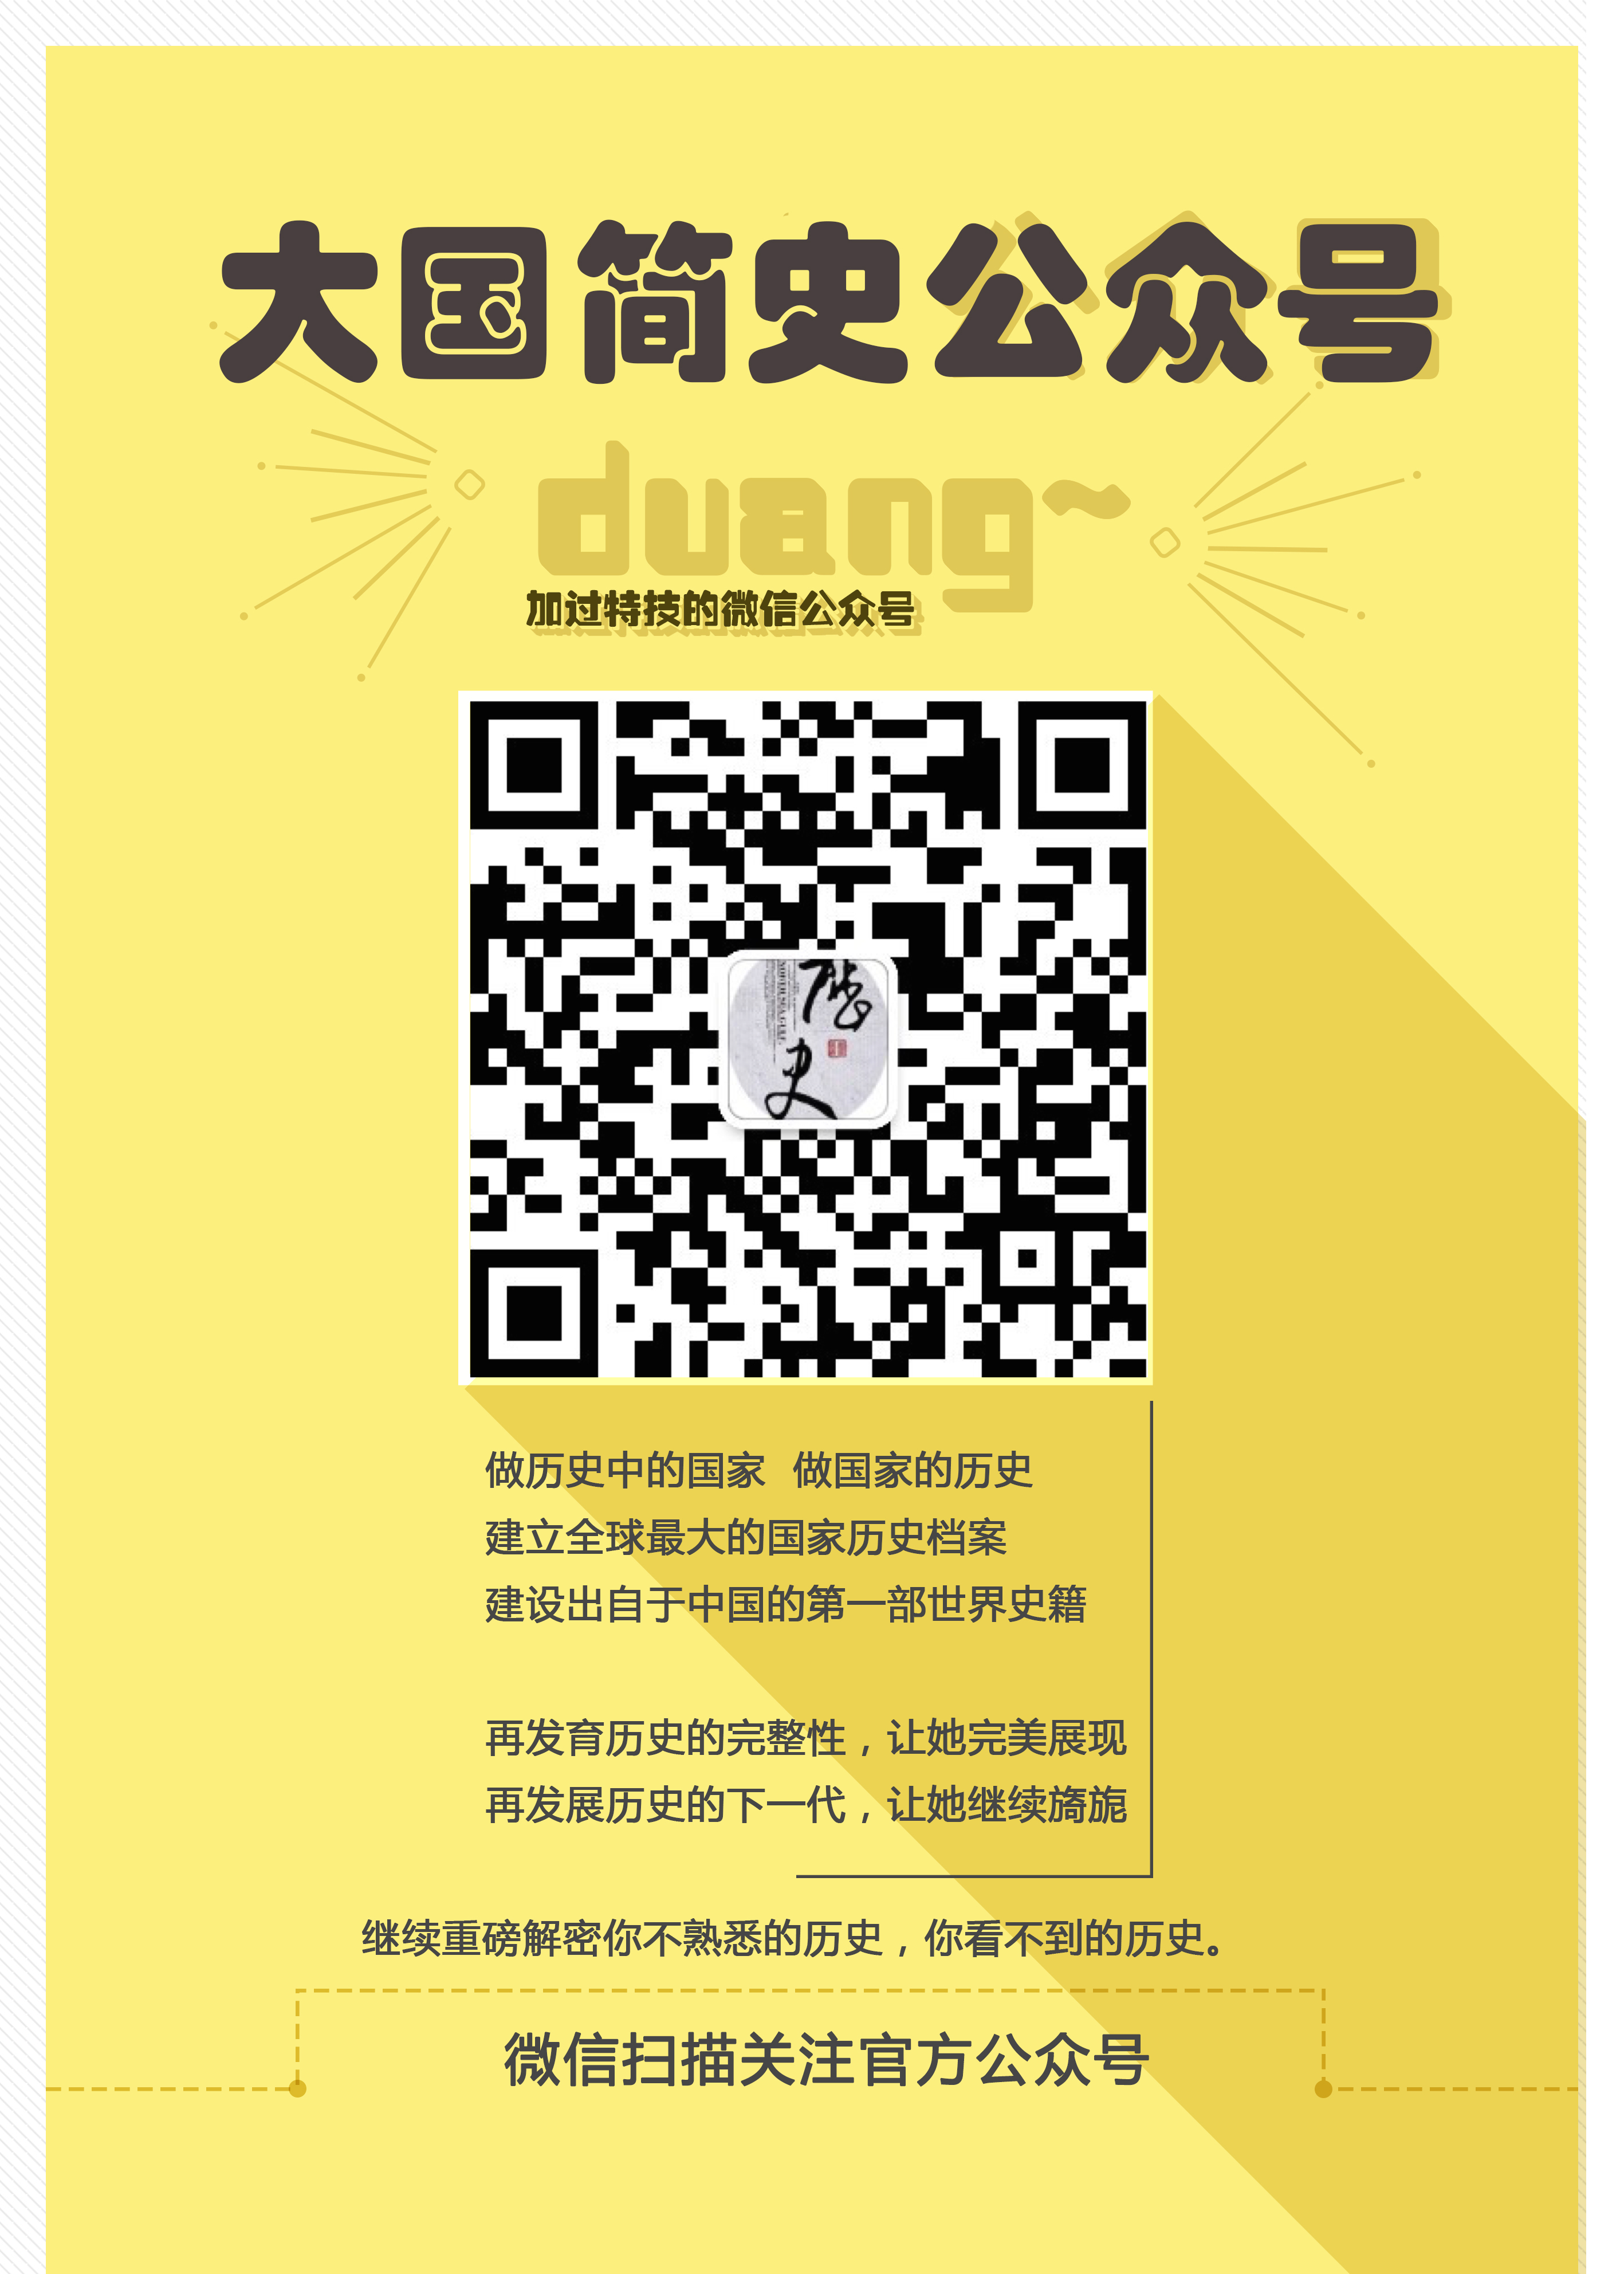 大国简史公众号
duang~
加过特技的微信公众号
歷
史
做历史中的国家 做国家的历史
建立全球最大的国家历史档案
建设出自于中国的第一部世界史籍
再发育历史的完整性，让她完美展现
再发展历史的下一代，让她继续旖旎
继续重磅解密你不熟悉的历史，你看不到的历史。
微信扫描关注官方公众号